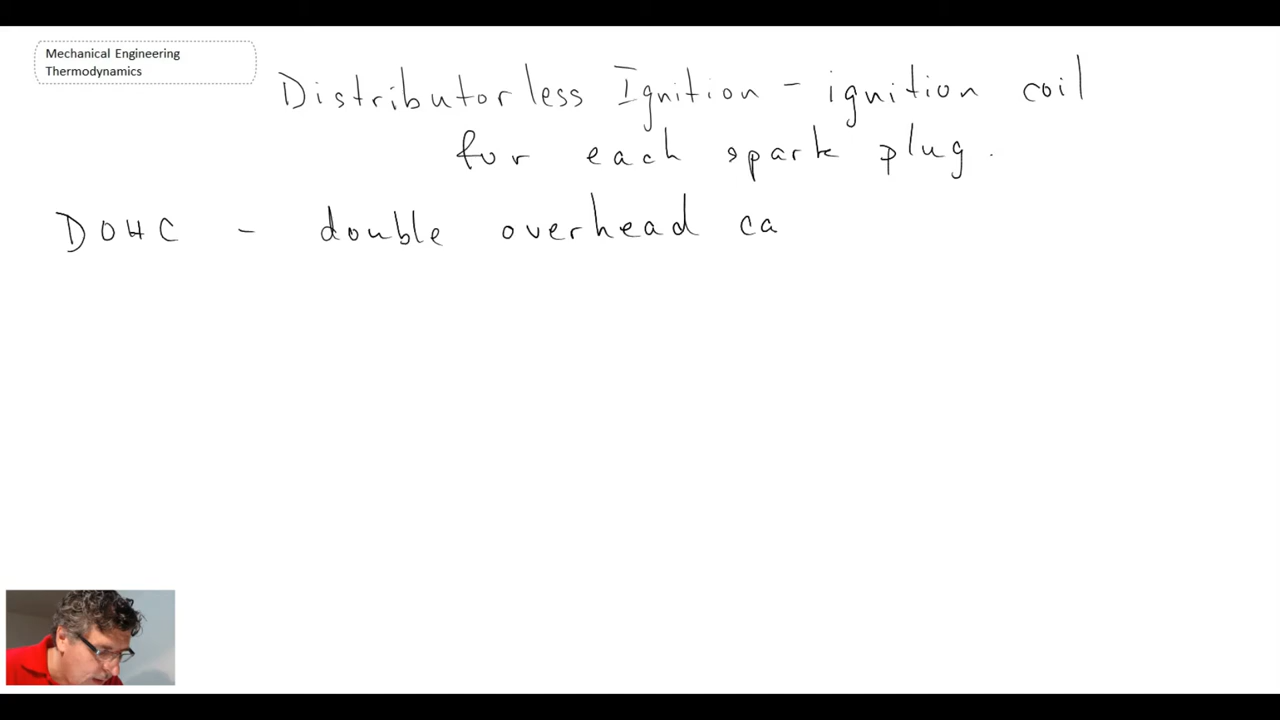 Mechanical Engineering
Thermodynamics
Distributorless Ignition - ignition coil
for each spark plug.
DOHC - double overhead ca